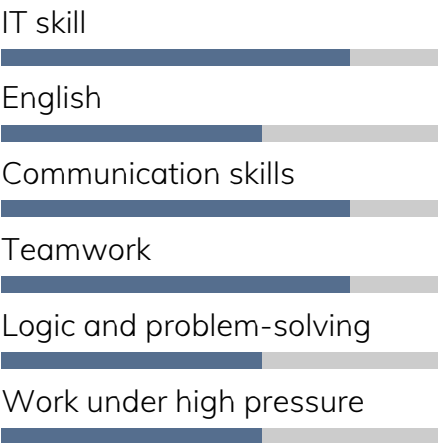 IT skill
English
Communication skills
Teamwork
Logic and problem-solving
Work under high pressure